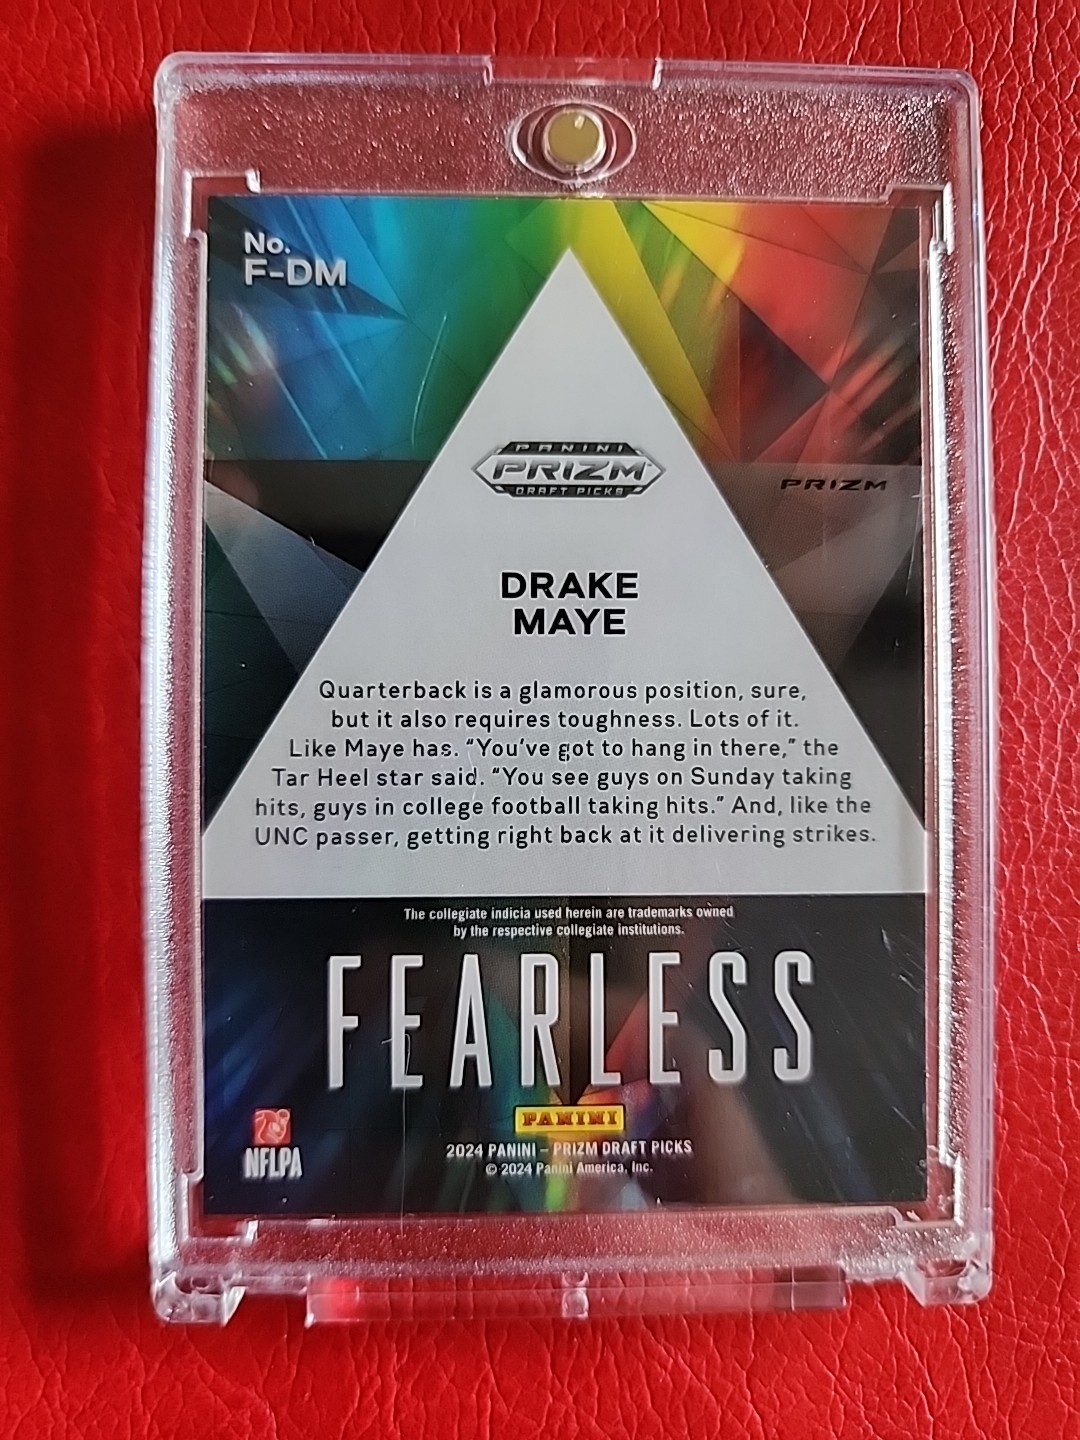 No.
F-DM
PANINI
PRIZM
DRAFT PICKS
PRIZM
DRAKE
MAYE
Quarterback is a glamorous position, sure,
but it also requires toughness. Lots of it.
Like Maye has. “You’ve got to hang in there,” the
Tar Heel star said. “You see guys on Sunday taking
hits, guys in college football taking hits.” And, like the
UNC passer, getting right back at it delivering strikes.
The collegiate indicia used herein are trademarks owned
by the respective collegiate institutions.
FEARLESS
PANINI
NFLPA
2024 PANINI – PRIZM DRAFT PICKS
© 2024 Panini America, Inc.